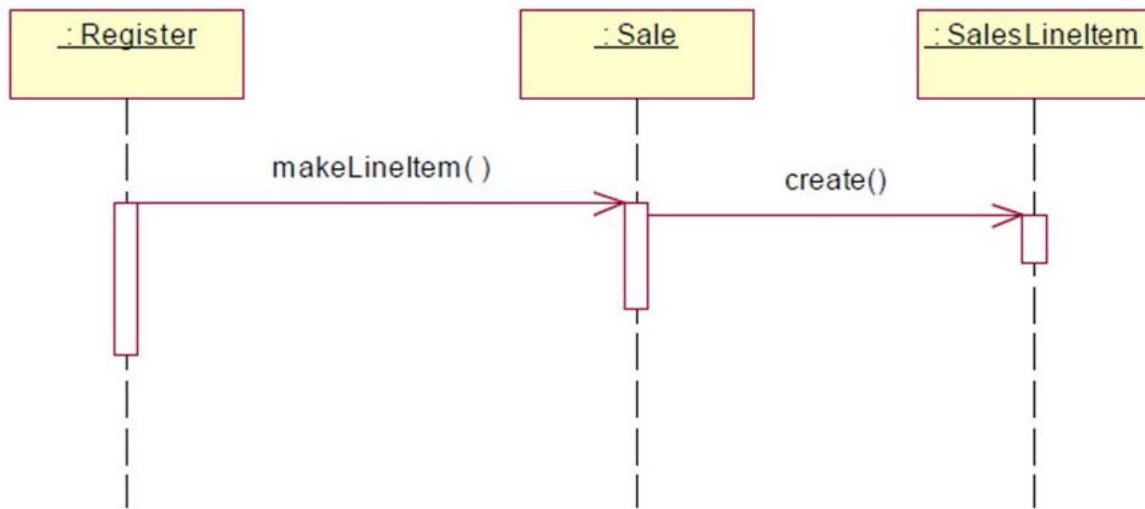 : Register
: Sale
: SalesLineItem
makeLineItem( )
create()